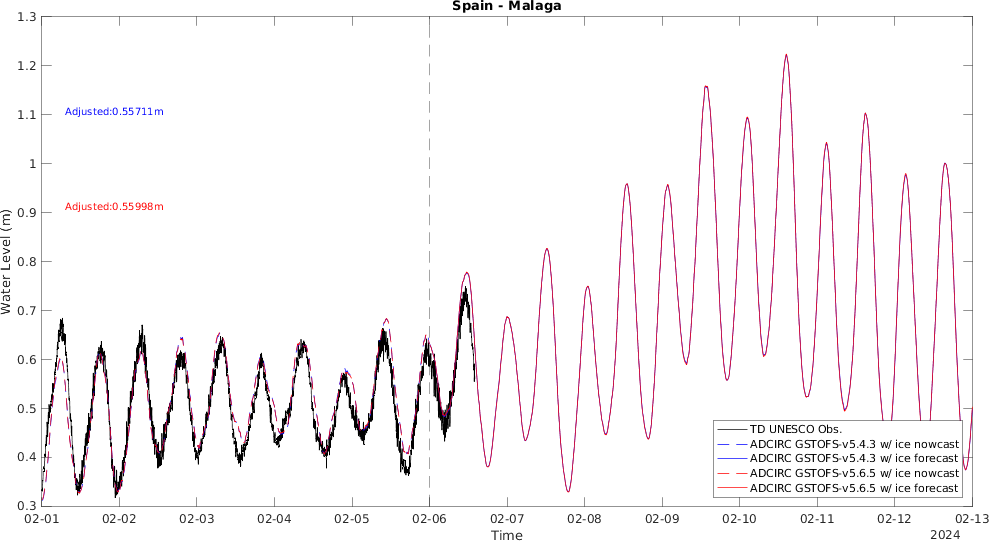 Spain - Malaga
1.3
1.2
1.1
1
0.9
0.8
0.7
0.6
0.5
0.4
0.3
Water Level (m)
Adjusted:0.55711m
Adjusted:0.55998m
TD UNESCO Obs.
ADCIRC GSTOFS-v5.4.3 w/ ice nowcast
ADCIRC GSTOFS-v5.4.3 w/ ice forecast
ADCIRC GSTOFS-v5.6.5 w/ ice nowcast
ADCIRC GSTOFS-v5.6.5 w/ ice forecast
02-01 02-02 02-03 02-04 02-05 02-06 02-07 02-08 02-09 02-10 02-11 02-12 02-13
Time
2024